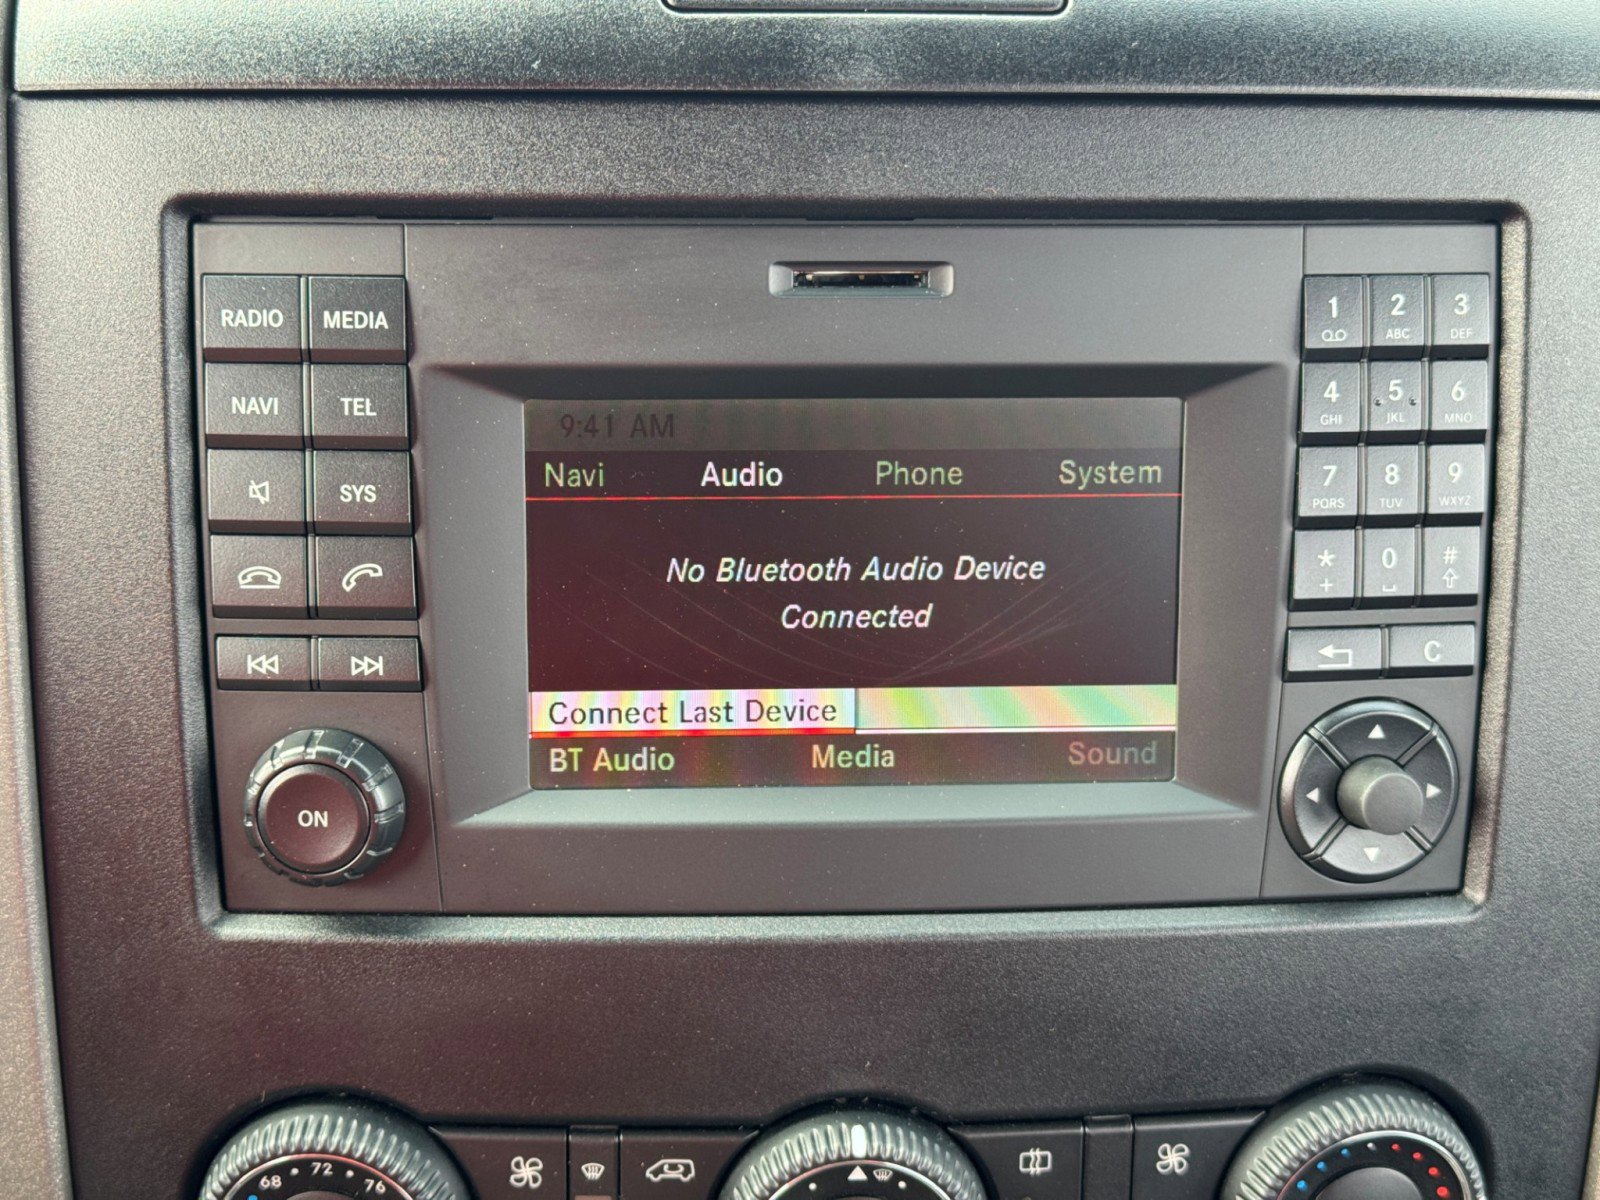 RADIO MEDIA
NAVI TEL
SYS
ON
9:41 AM
Navi Audio Phone System
No Bluetooth Audio Device
Connected
Connect Last Device
BT Audio Media Sound
1 2 3
ABC DEF
4 5 6
GHI JKL MNO
7 8 9
PQRS TUV WXYZ
* 0 #
+
C
68 72 76